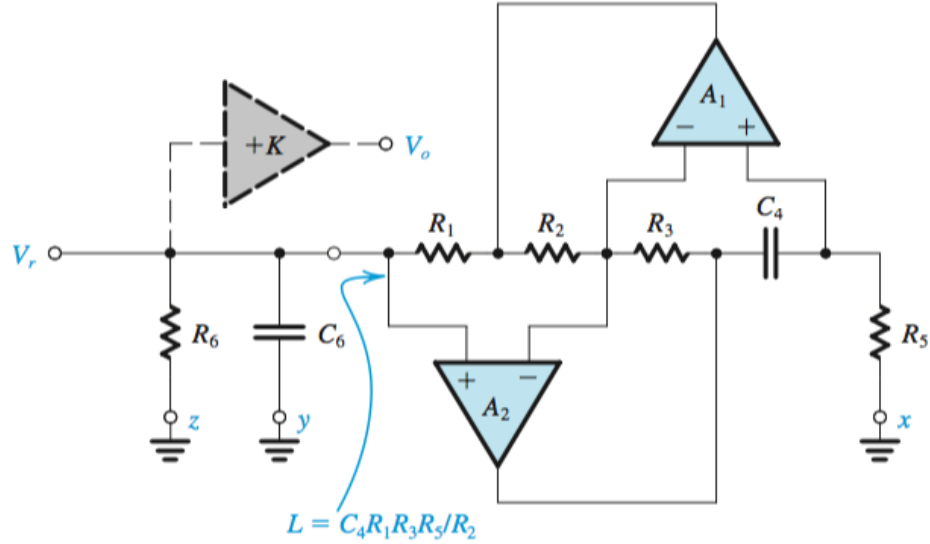 A₁
− +
+K
Vₒ
C₄
R₁
R₂
R₃
Vᵣ
R₆
C₆
R₅
+ −
A₂
z
y
x
L = C₄R₁R₃R₅/R₂